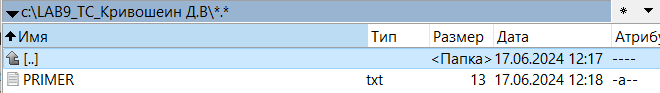 c:\LAB9_TC_Кривошеин Д.В\*.* * 
Имя Тип Размер Дата Атрибу
[..] <Папка> 17.06.2024 12:17 ----
PRIMER txt 13 17.06.2024 12:18 -a--